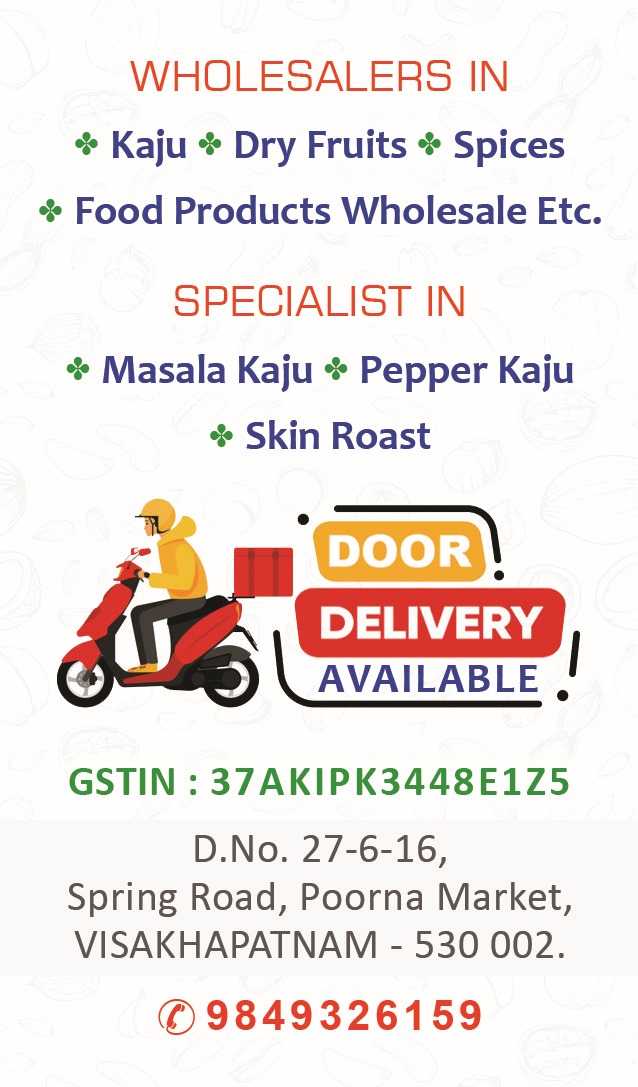 WHOLESALERS IN
Kaju Dry Fruits Spices
Food Products Wholesale Etc.
SPECIALIST IN
Masala Kaju Pepper Kaju
Skin Roast
DOOR
DELIVERY
AVAILABLE
GSTIN : 37AKIPK3448E1Z5
D.No. 27-6-16,
Spring Road, Poorna Market,
VISAKHAPATNAM - 530 002.
9849326159